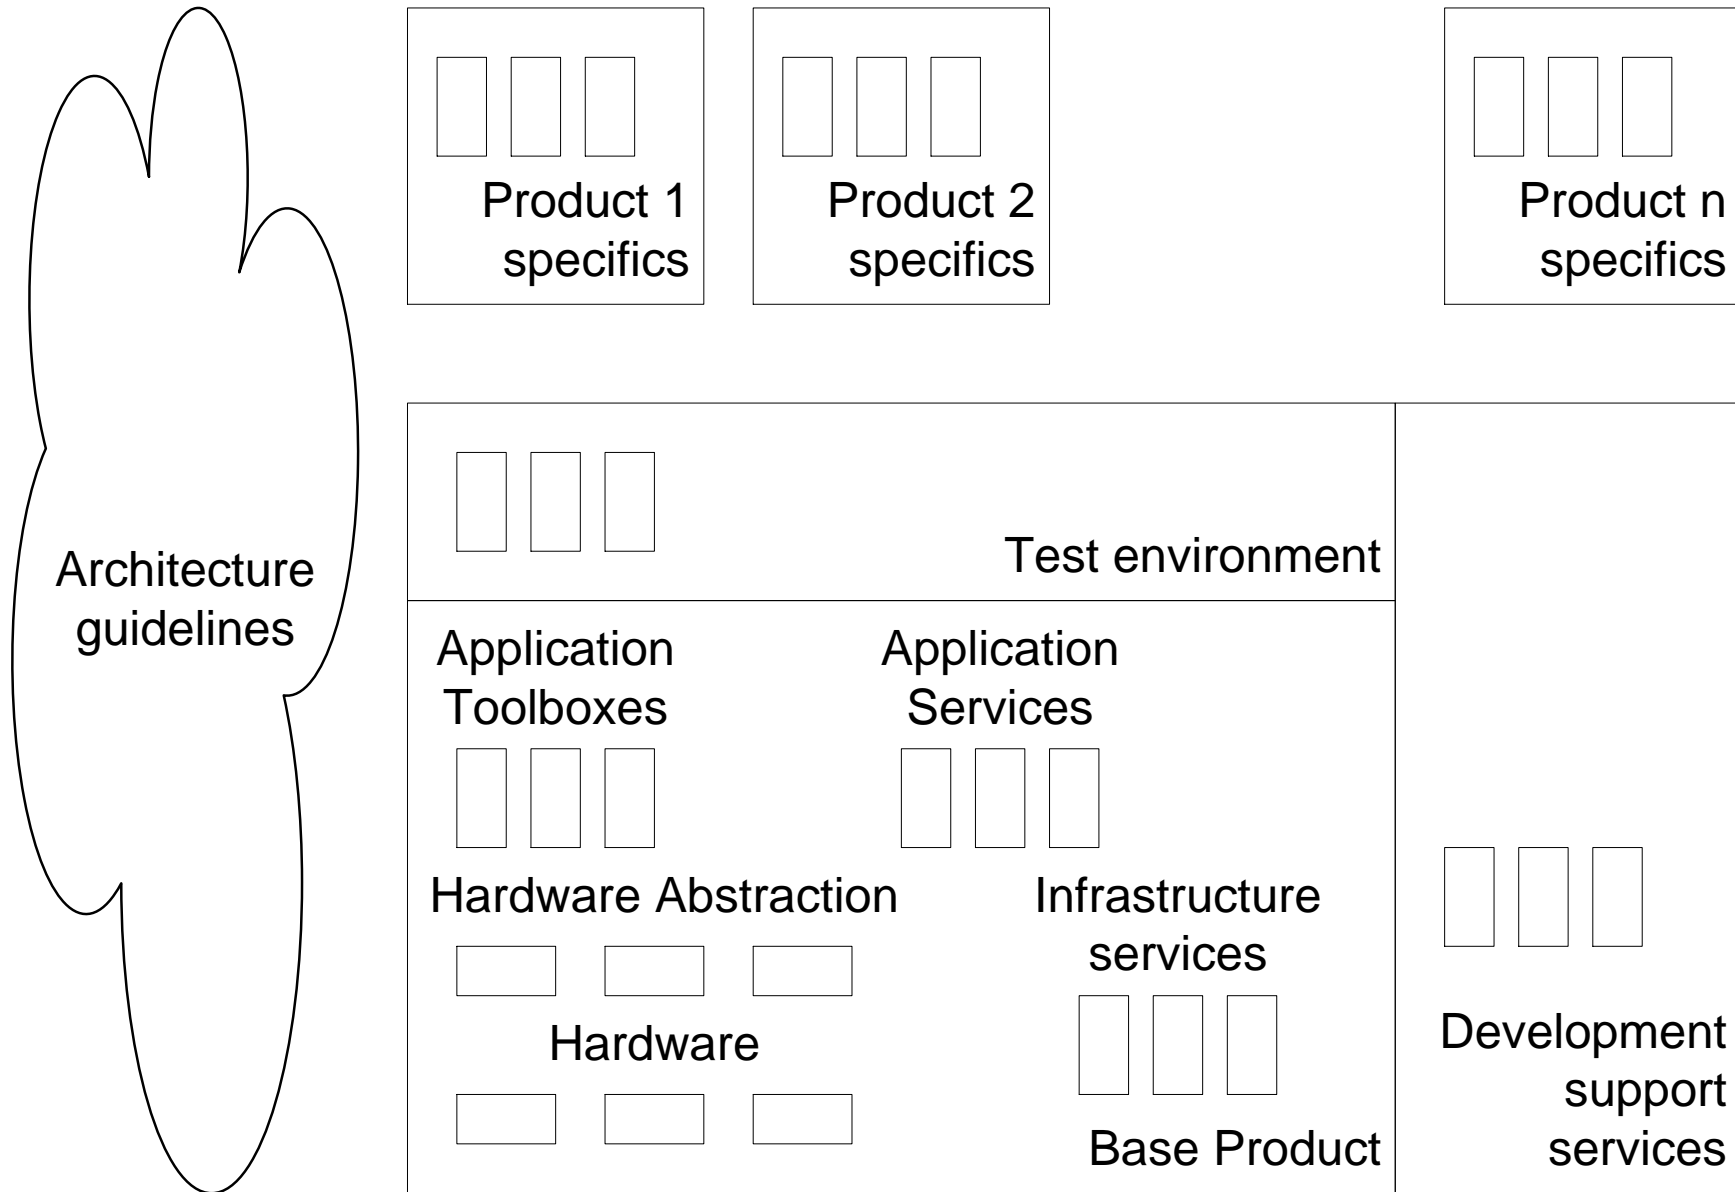 Product 1
specifics
Product 2
specifics
Product n
specifics
Architecture
guidelines
Test environment
Application
Toolboxes
Application
Services
Hardware Abstraction
Infrastructure
services
Hardware
Base Product
Development
support
services